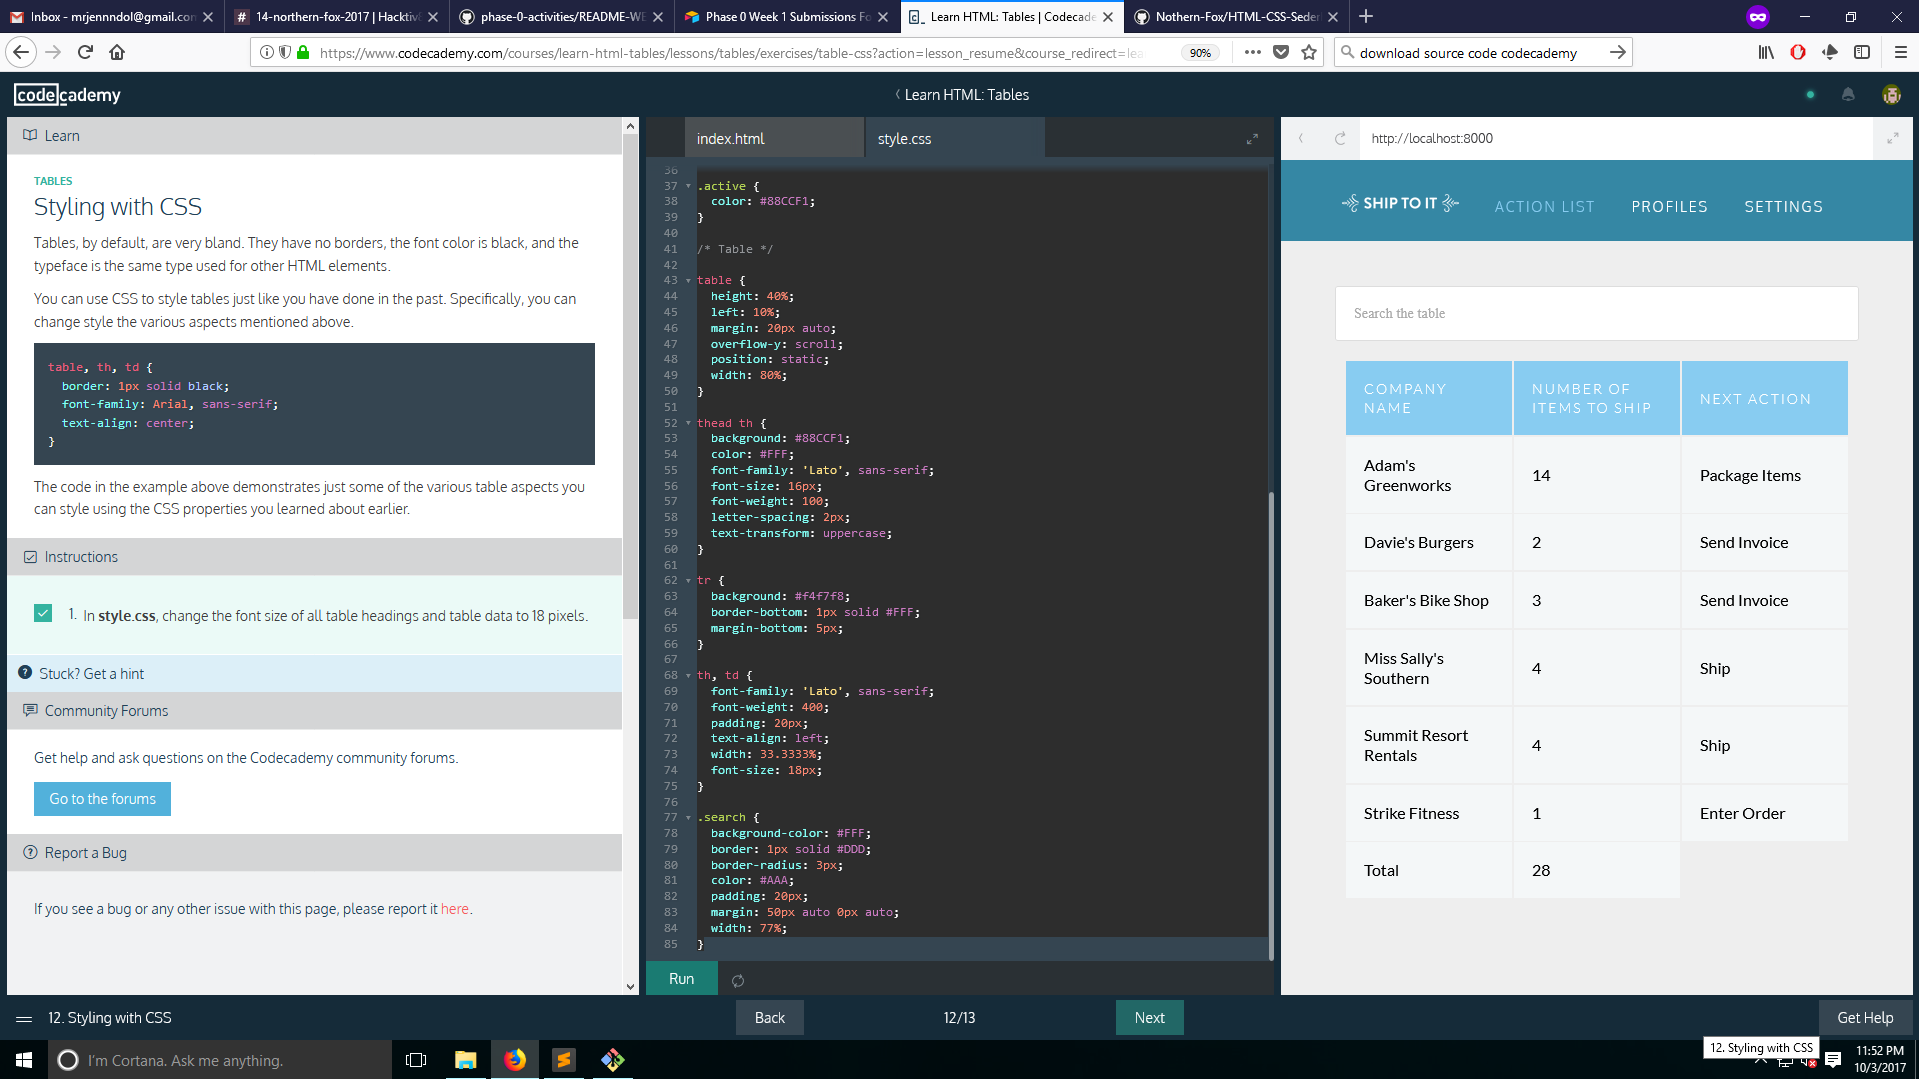 Inbox - mrjennndol@gmail.con
14-northern-fox-2017 | Hacktiv8
phase-0-activities/README-WE
Phase 0 Week 1 Submissions Fo
Learn HTML: Tables | Codecade
Nothern-Fox/HTML-CSS-Seder
https://www.codecademy.com/courses/learn-html-tables/lessons/tables/exercises/table-css?action=lesson_resume&course_redirect=lea
90%
download source code codecademy
codecademy
Learn HTML: Tables
Learn
TABLES
Styling with CSS
Tables, by default, are very bland. They have no borders, the font color is black, and the
typeface is the same type used for other HTML elements.
You can use CSS to style tables just like you have done in the past. Specifically, you can
change style the various aspects mentioned above.
table, th, td {
border: 1px solid black;
font-family: Arial, sans-serif;
text-align: center;
}
The code in the example above demonstrates just some of the various table aspects you
can style using the CSS properties you learned about earlier.
Instructions
1. In style.css, change the font size of all table headings and table data to 18 pixels.
Stuck? Get a hint
Community Forums
Get help and ask questions on the Codecademy community forums.
Go to the forums
Report a Bug
If you see a bug or any other issue with this page, please report it here.
index.html
style.css
36
37 .active {
38 color: #88CCF1;
39 }
40
41 /* Table */
42
43 table {
44 height: 40%;
45 left: 10%;
46 margin: 20px auto;
47 overflow-y: scroll;
48 position: static;
49 width: 80%;
50 }
51
52 thead th {
53 background: #88CCF1;
54 color: #FFF;
55 font-family: 'Lato', sans-serif;
56 font-size: 16px;
57 font-weight: 100;
58 letter-spacing: 2px;
59 text-transform: uppercase;
60 }
61
62 tr {
63 background: #f4f7f8;
64 border-bottom: 1px solid #FFF;
65 margin-bottom: 5px;
66 }
67
68 th, td {
69 font-family: 'Lato', sans-serif;
70 font-weight: 400;
71 padding: 20px;
72 text-align: left;
73 width: 33.3333%;
74 font-size: 18px;
75 }
76
77 .search {
78 background-color: #FFF;
79 border: 1px solid #DDD;
80 border-radius: 3px;
81 color: #AAA;
82 padding: 20px;
83 margin: 50px auto 0px auto;
84 width: 77%;
85 }
Run
http://localhost:8000
SHIP TO IT
ACTION LIST
PROFILES
SETTINGS
Search the table
COMPANY NAME
NUMBER OF ITEMS TO SHIP
NEXT ACTION
Adam's Greenworks
14
Package Items
Davie's Burgers
2
Send Invoice
Baker's Bike Shop
3
Send Invoice
Miss Sally's Southern
4
Ship
Summit Resort Rentals
4
Ship
Strike Fitness
1
Enter Order
Total
28
12. Styling with CSS
Back
12/13
Next
Get Help
12. Styling with CSS
I'm Cortana. Ask me anything.
11:52 PM
10/3/2017